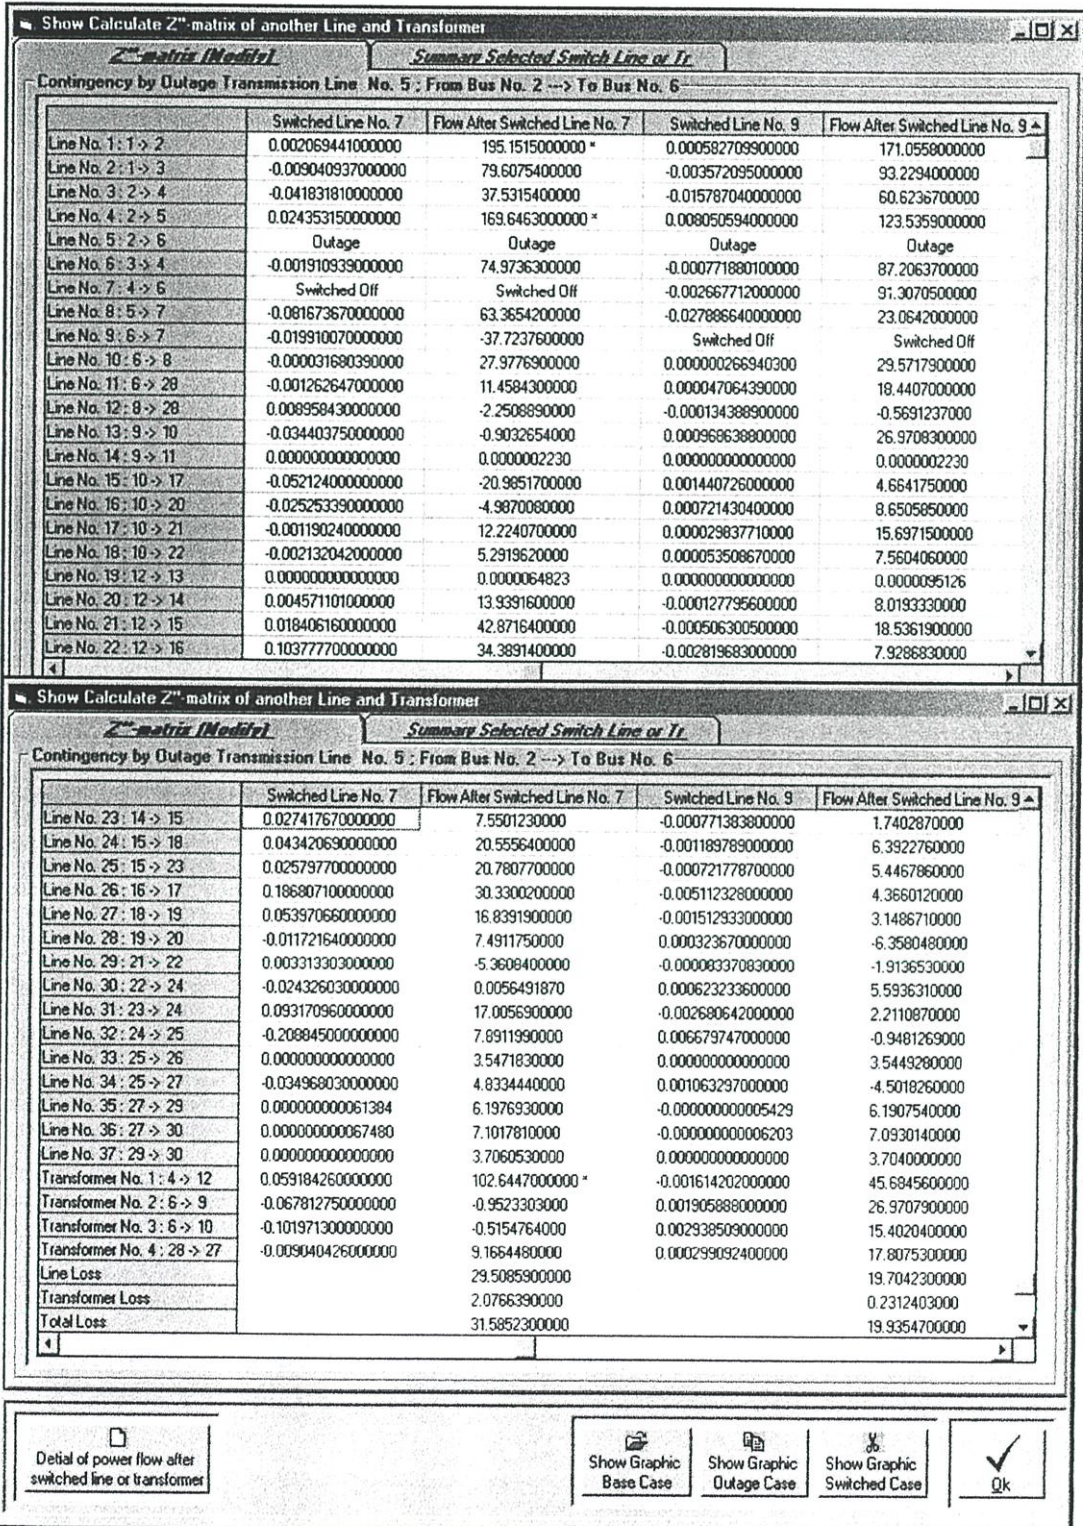 Show Calculate Z"-matrix of another Line and Transformer
Z"-matrix (Modify) Summary Selected Switch Line or Tr
Contingency by Outage Transmission Line No. 5 ; From Bus No. 2 ---> To Bus No. 6
Switched Line No. 7 Flow After Switched Line No. 7 Switched Line No. 9 Flow After Switched Line No. 9
Line No. 1 : 1 -> 2 0.002069441000000 195.1515000000 * 0.000582709900000 171.0558000000
Line No. 2 : 1 -> 3 -0.009040937000000 79.6075400000 -0.003572095000000 93.2294000000
Line No. 3 : 2 -> 4 -0.041831810000000 37.5315400000 -0.015787040000000 60.6236700000
Line No. 4 : 2 -> 5 0.024353150000000 169.6463000000 * 0.008050594000000 123.5359000000
Line No. 5 : 2 -> 6 Outage Outage Outage Outage
Line No. 6 : 3 -> 4 -0.001910939000000 74.9736300000 -0.000771880100000 87.2063700000
Line No. 7 : 4 -> 6 Switched Off Switched Off -0.002667712000000 91.3070500000
Line No. 8 : 5 -> 7 -0.081673670000000 63.3654200000 -0.027886640000000 23.0642000000
Line No. 9 : 6 -> 7 -0.019910070000000 -37.7237600000 Switched Off Switched Off
Line No. 10 : 6 -> 8 -0.000031680390000 27.9776900000 0.000000266940300 29.5717900000
Line No. 11 : 6 -> 28 -0.001262647000000 11.4584300000 0.000047064390000 18.4407000000
Line No. 12 : 8 -> 28 0.008958430000000 -2.2508890000 -0.000134388900000 -0.5691237000
Line No. 13 : 9 -> 10 -0.034403750000000 -0.9032654000 0.000968638800000 26.9708300000
Line No. 14 : 9 -> 11 0.000000000000000 0.0000002230 0.000000000000000 0.0000002230
Line No. 15 : 10 -> 17 -0.052124000000000 -20.9851700000 0.001440726000000 4.6641750000
Line No. 16 : 10 -> 20 -0.025253390000000 -4.9870080000 0.000721430400000 8.6505850000
Line No. 17 : 10 -> 21 -0.001190240000000 12.2240700000 0.000029837710000 15.6971500000
Line No. 18 : 10 -> 22 -0.002132042000000 5.2919620000 0.000053508670000 7.5604060000
Line No. 19 : 12 -> 13 0.000000000000000 0.0000064823 0.000000000000000 0.0000095126
Line No. 20 : 12 -> 14 0.004571101000000 13.9391600000 -0.000127795600000 8.0193330000
Line No. 21 : 12 -> 15 0.018406160000000 42.8716400000 -0.000506300500000 18.5361900000
Line No. 22 : 12 -> 16 0.103777700000000 34.3891400000 -0.002819683000000 7.9286830000
Show Calculate Z"-matrix of another Line and Transformer
Z"-matrix (Modify) Summary Selected Switch Line or Tr
Contingency by Outage Transmission Line No. 5 ; From Bus No. 2 ---> To Bus No. 6
Switched Line No. 7 Flow After Switched Line No. 7 Switched Line No. 9 Flow After Switched Line No. 9
Line No. 23 : 14 -> 15 0.027417670000000 7.5501230000 -0.000771383800000 1.7402870000
Line No. 24 : 15 -> 18 0.043420690000000 20.5556400000 -0.001189789000000 6.3922760000
Line No. 25 : 15 -> 23 0.025797700000000 20.7807700000 -0.000721778700000 5.4467860000
Line No. 26 : 16 -> 17 0.186807100000000 30.3300200000 -0.005112328000000 4.3660120000
Line No. 27 : 18 -> 19 0.053970660000000 16.8391900000 -0.001512933000000 3.1486710000
Line No. 28 : 19 -> 20 -0.011721640000000 7.4911750000 0.000323670000000 -6.3580480000
Line No. 29 : 21 -> 22 0.003313303000000 -5.3608400000 -0.000083370830000 -1.9136530000
Line No. 30 : 22 -> 24 -0.024326030000000 0.0056491870 0.000623233600000 5.5936310000
Line No. 31 : 23 -> 24 0.093170960000000 17.0056900000 -0.002680642000000 2.2110870000
Line No. 32 : 24 -> 25 -0.208845000000000 7.8911990000 0.006679747000000 -0.9481269000
Line No. 33 : 25 -> 26 0.000000000000000 3.5471830000 0.000000000000000 3.5449280000
Line No. 34 : 25 -> 27 -0.034968030000000 4.8334440000 0.001063297000000 -4.5018260000
Line No. 35 : 27 -> 29 0.000000000061384 6.1976930000 -0.000000000005429 6.1907540000
Line No. 36 : 27 -> 30 0.000000000067480 7.1017810000 -0.000000000006203 7.0930140000
Line No. 37 : 29 -> 30 0.000000000000000 3.7060530000 0.000000000000000 3.7040000000
Transformer No. 1 : 4 -> 12 0.059184260000000 102.6447000000 * -0.001614202000000 45.6845600000
Transformer No. 2 : 6 -> 9 -0.067812750000000 -0.9523303000 0.001905888000000 26.9707900000
Transformer No. 3 : 6 -> 10 -0.101971300000000 -0.5154764000 0.002938509000000 15.4020400000
Transformer No. 4 : 28 -> 27 -0.009040426000000 9.1664480000 0.000299092400000 17.8075300000
Line Loss 29.5085900000 19.7042300000
Transformer Loss 2.0766390000 0.2312403000
Total Loss 31.5852300000 19.9354700000
Detial of power flow after
switched line or transformer
Show Graphic
Base Case
Show Graphic
Outage Case
Show Graphic
Switched Case
Ok